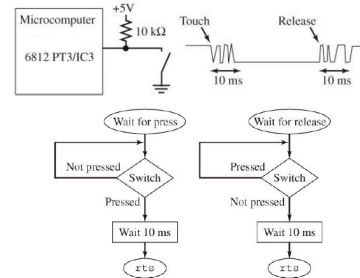 Microcomputer
6812 PT3/IC3
+5V
10 kΩ
Touch
Release
10 ms
10 ms
Wait for press
Not pressed
Switch
Pressed
Wait 10 ms
rts
Wait for release
Pressed
Switch
Not pressed
Wait 10 ms
rts